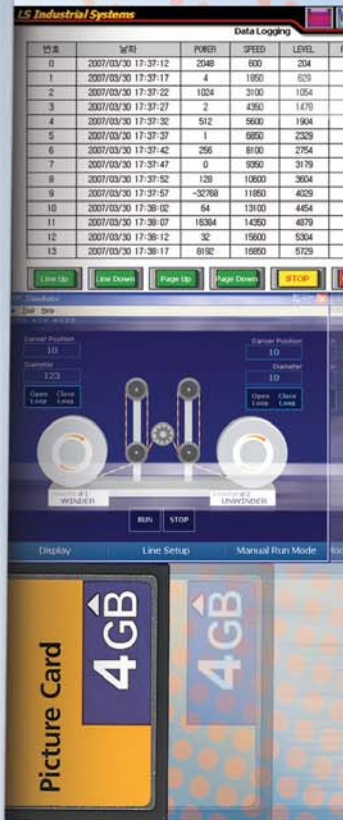 LS Industrial Systems
Data Logging
번호 날짜 POWER SPEED LEVEL
0 2007/03/30 17:37:12 2048 600 204
1 2007/03/30 17:37:17 4 1850 629
2 2007/03/30 17:37:22 1024 3100 1054
3 2007/03/30 17:37:27 2 4350 1479
4 2007/03/30 17:37:32 512 5600 1904
5 2007/03/30 17:37:37 1 6850 2329
6 2007/03/30 17:37:42 256 8100 2754
7 2007/03/30 17:37:47 0 9350 3179
8 2007/03/30 17:37:52 128 10600 3604
9 2007/03/30 17:37:57 -32768 11850 4029
10 2007/03/30 17:38:02 64 13100 4454
11 2007/03/30 17:38:07 16384 14350 4879
12 2007/03/30 17:38:12 32 15600 5304
13 2007/03/30 17:38:17 8192 16850 5729
Line Up Line Down Page Up Page Down STOP
Tool Help
Dancer Position
10
Diameter
123
Open Loop Close Loop
Dancer Position
10
Diameter
10
Open Loop Close Loop
#1
WINDER
#2
UNWINDER
RUN STOP
Display Line Setup Manual Run Mode
Picture Card
4GB
4GB